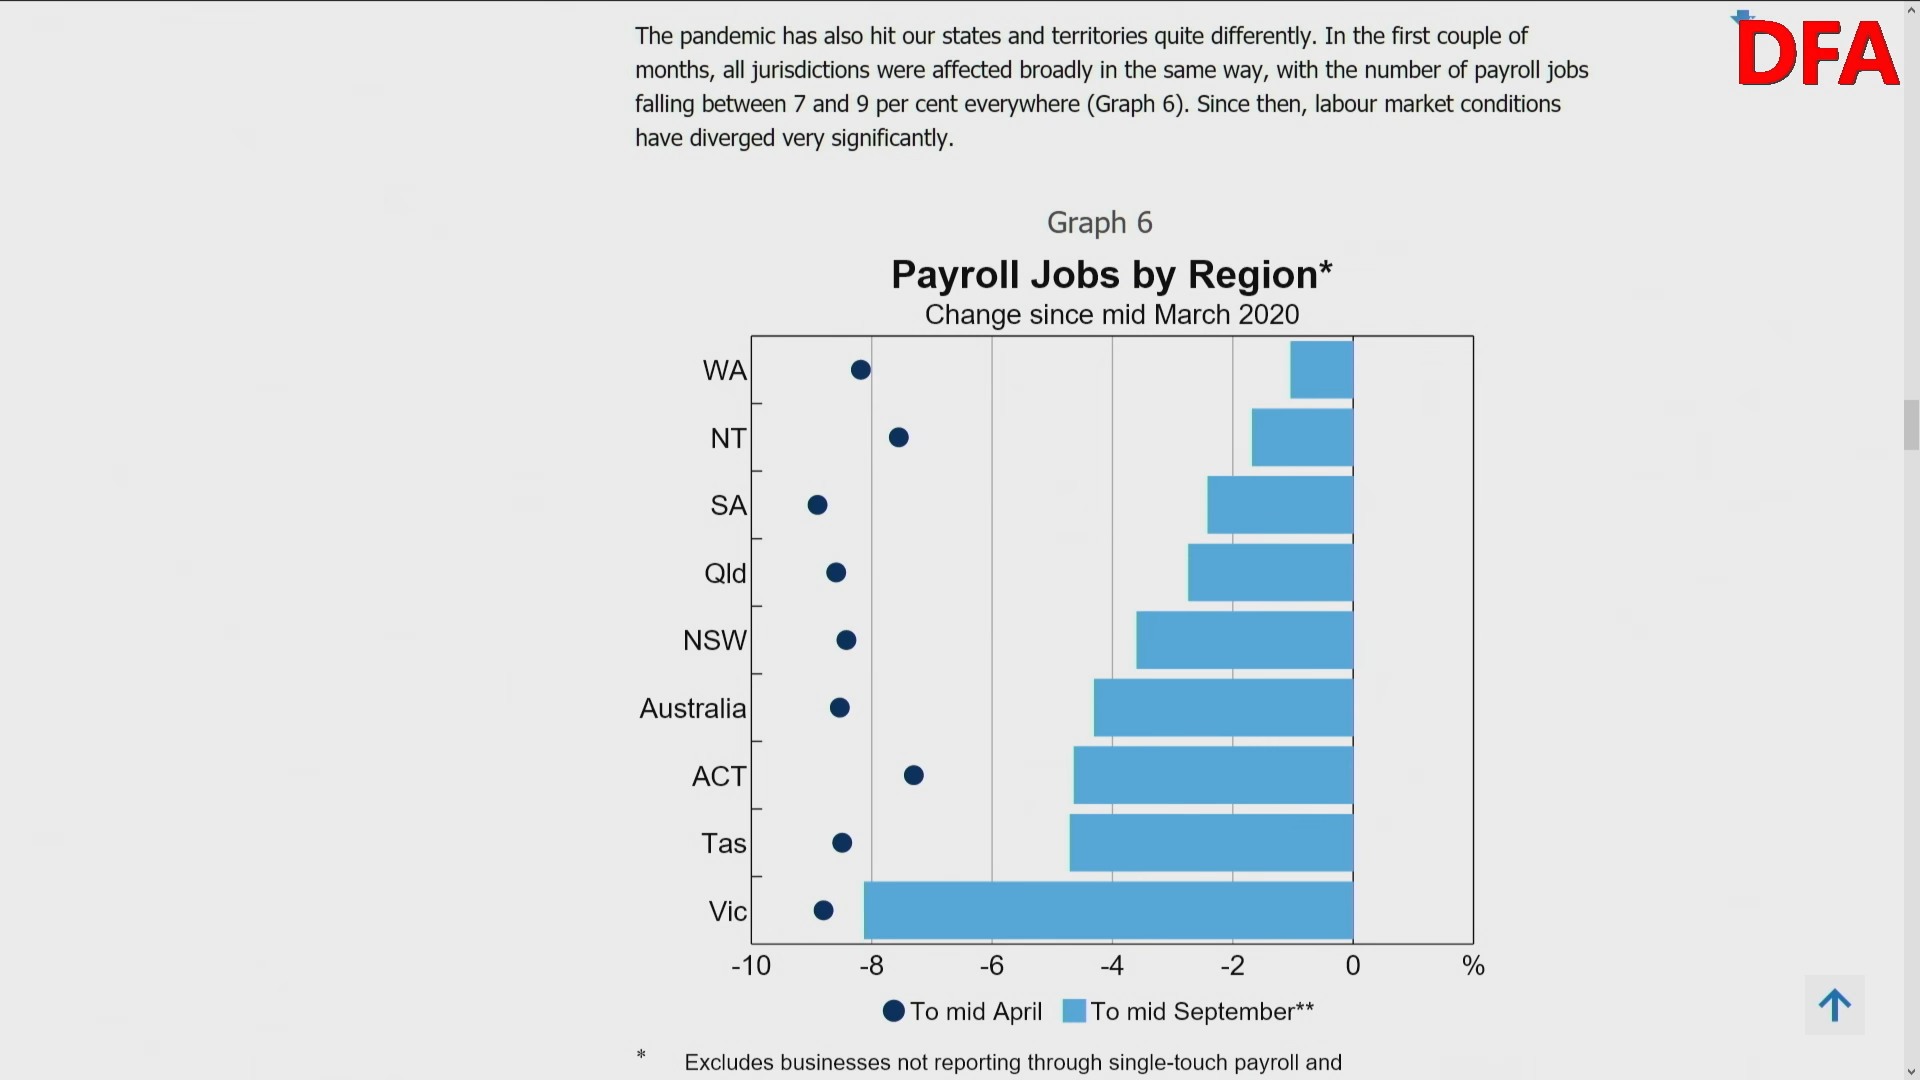 The pandemic has also hit our states and territories quite differently. In the first couple of
months, all jurisdictions were affected broadly in the same way, with the number of payroll jobs
falling between 7 and 9 per cent everywhere (Graph 6). Since then, labour market conditions
have diverged very significantly.
DFA
Graph 6
Payroll Jobs by Region*
Change since mid March 2020
WA
NT
SA
Qld
NSW
Australia
ACT
Tas
Vic
-10 -8 -6 -4 -2 0 %
To mid April To mid September**
* Excludes businesses not reporting through single-touch payroll and